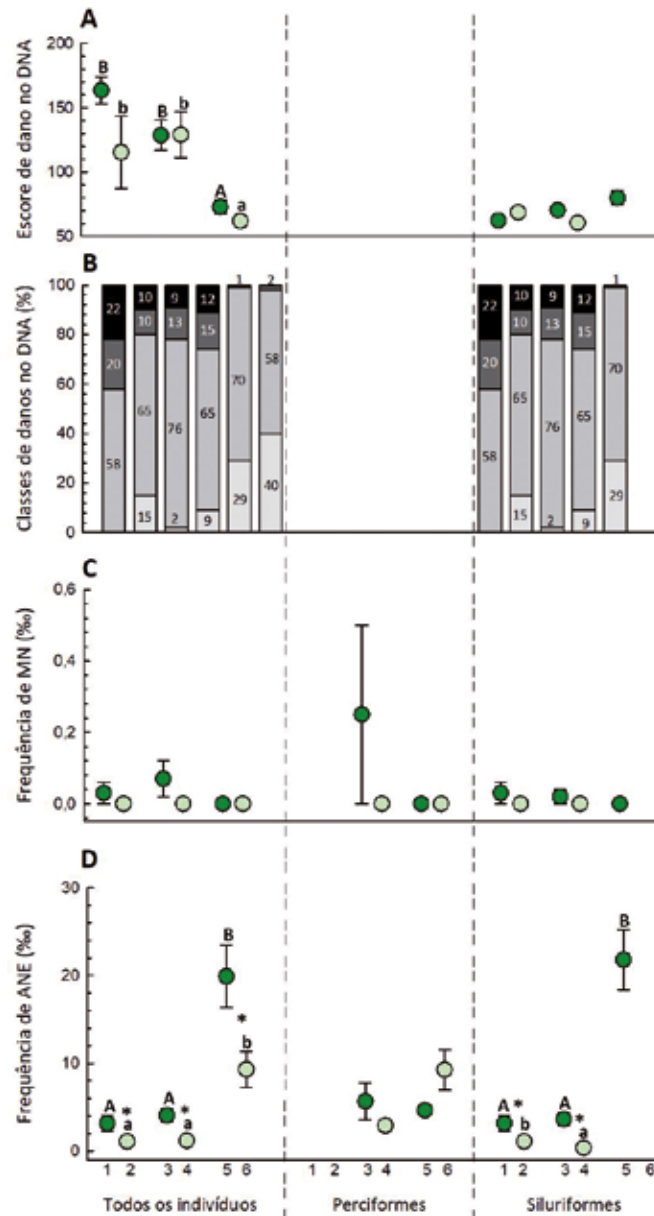 A
Escore de dano no DNA
200
150
100
50
B
b
B
b
A
a
B
Classes de danos no DNA (%)
100
80
60
40
20
0
22
20
58
10
10
65
15
9
13
76
2
12
15
65
9
1
70
29
2
58
40
22
20
58
10
10
65
15
9
13
76
2
12
15
65
9
1
70
29
C
Frequência de MN (‰)
0,6
0,4
0,2
0,0
D
Frequência de ANE (‰)
30
20
10
0
A
*
a
A
*
a
B
*
b
A
*
b
A
*
a
B
1 2 3 4 5 6 1 2 3 4 5 6 1 2 3 4 5 6
Todos os indivíduos Perciformes Siluriformes